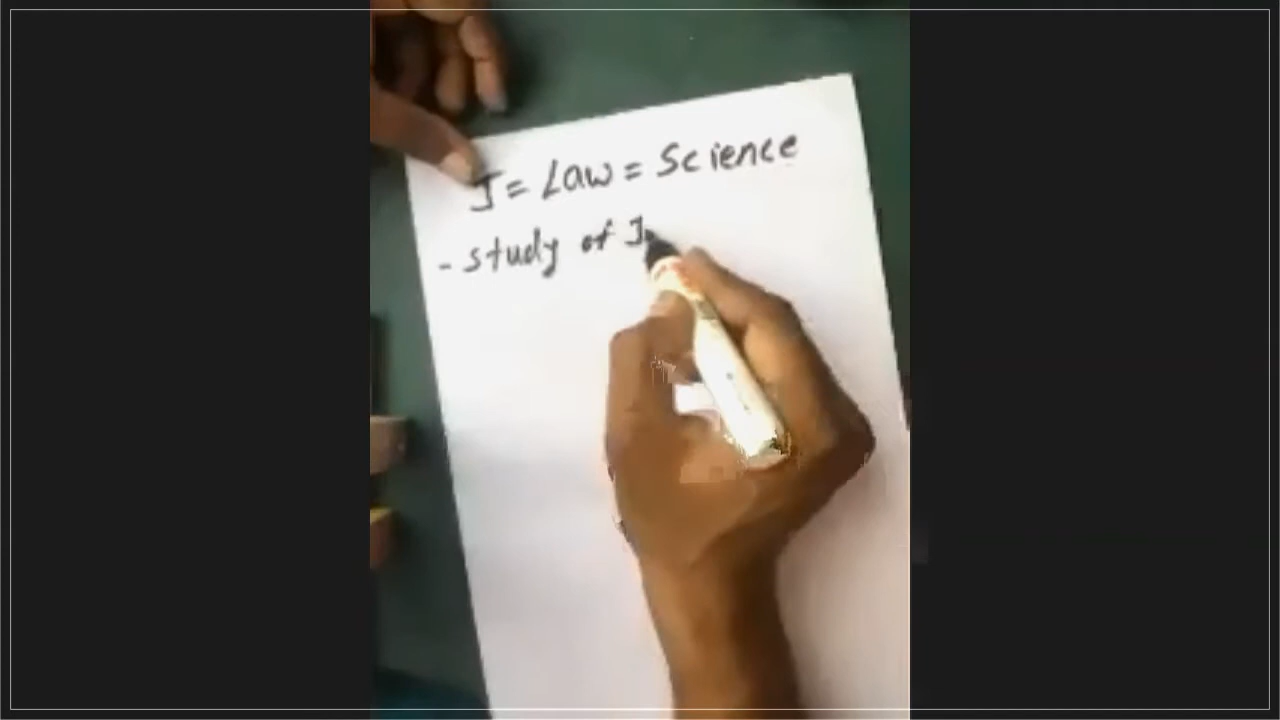 J = Law = Science
- study of J